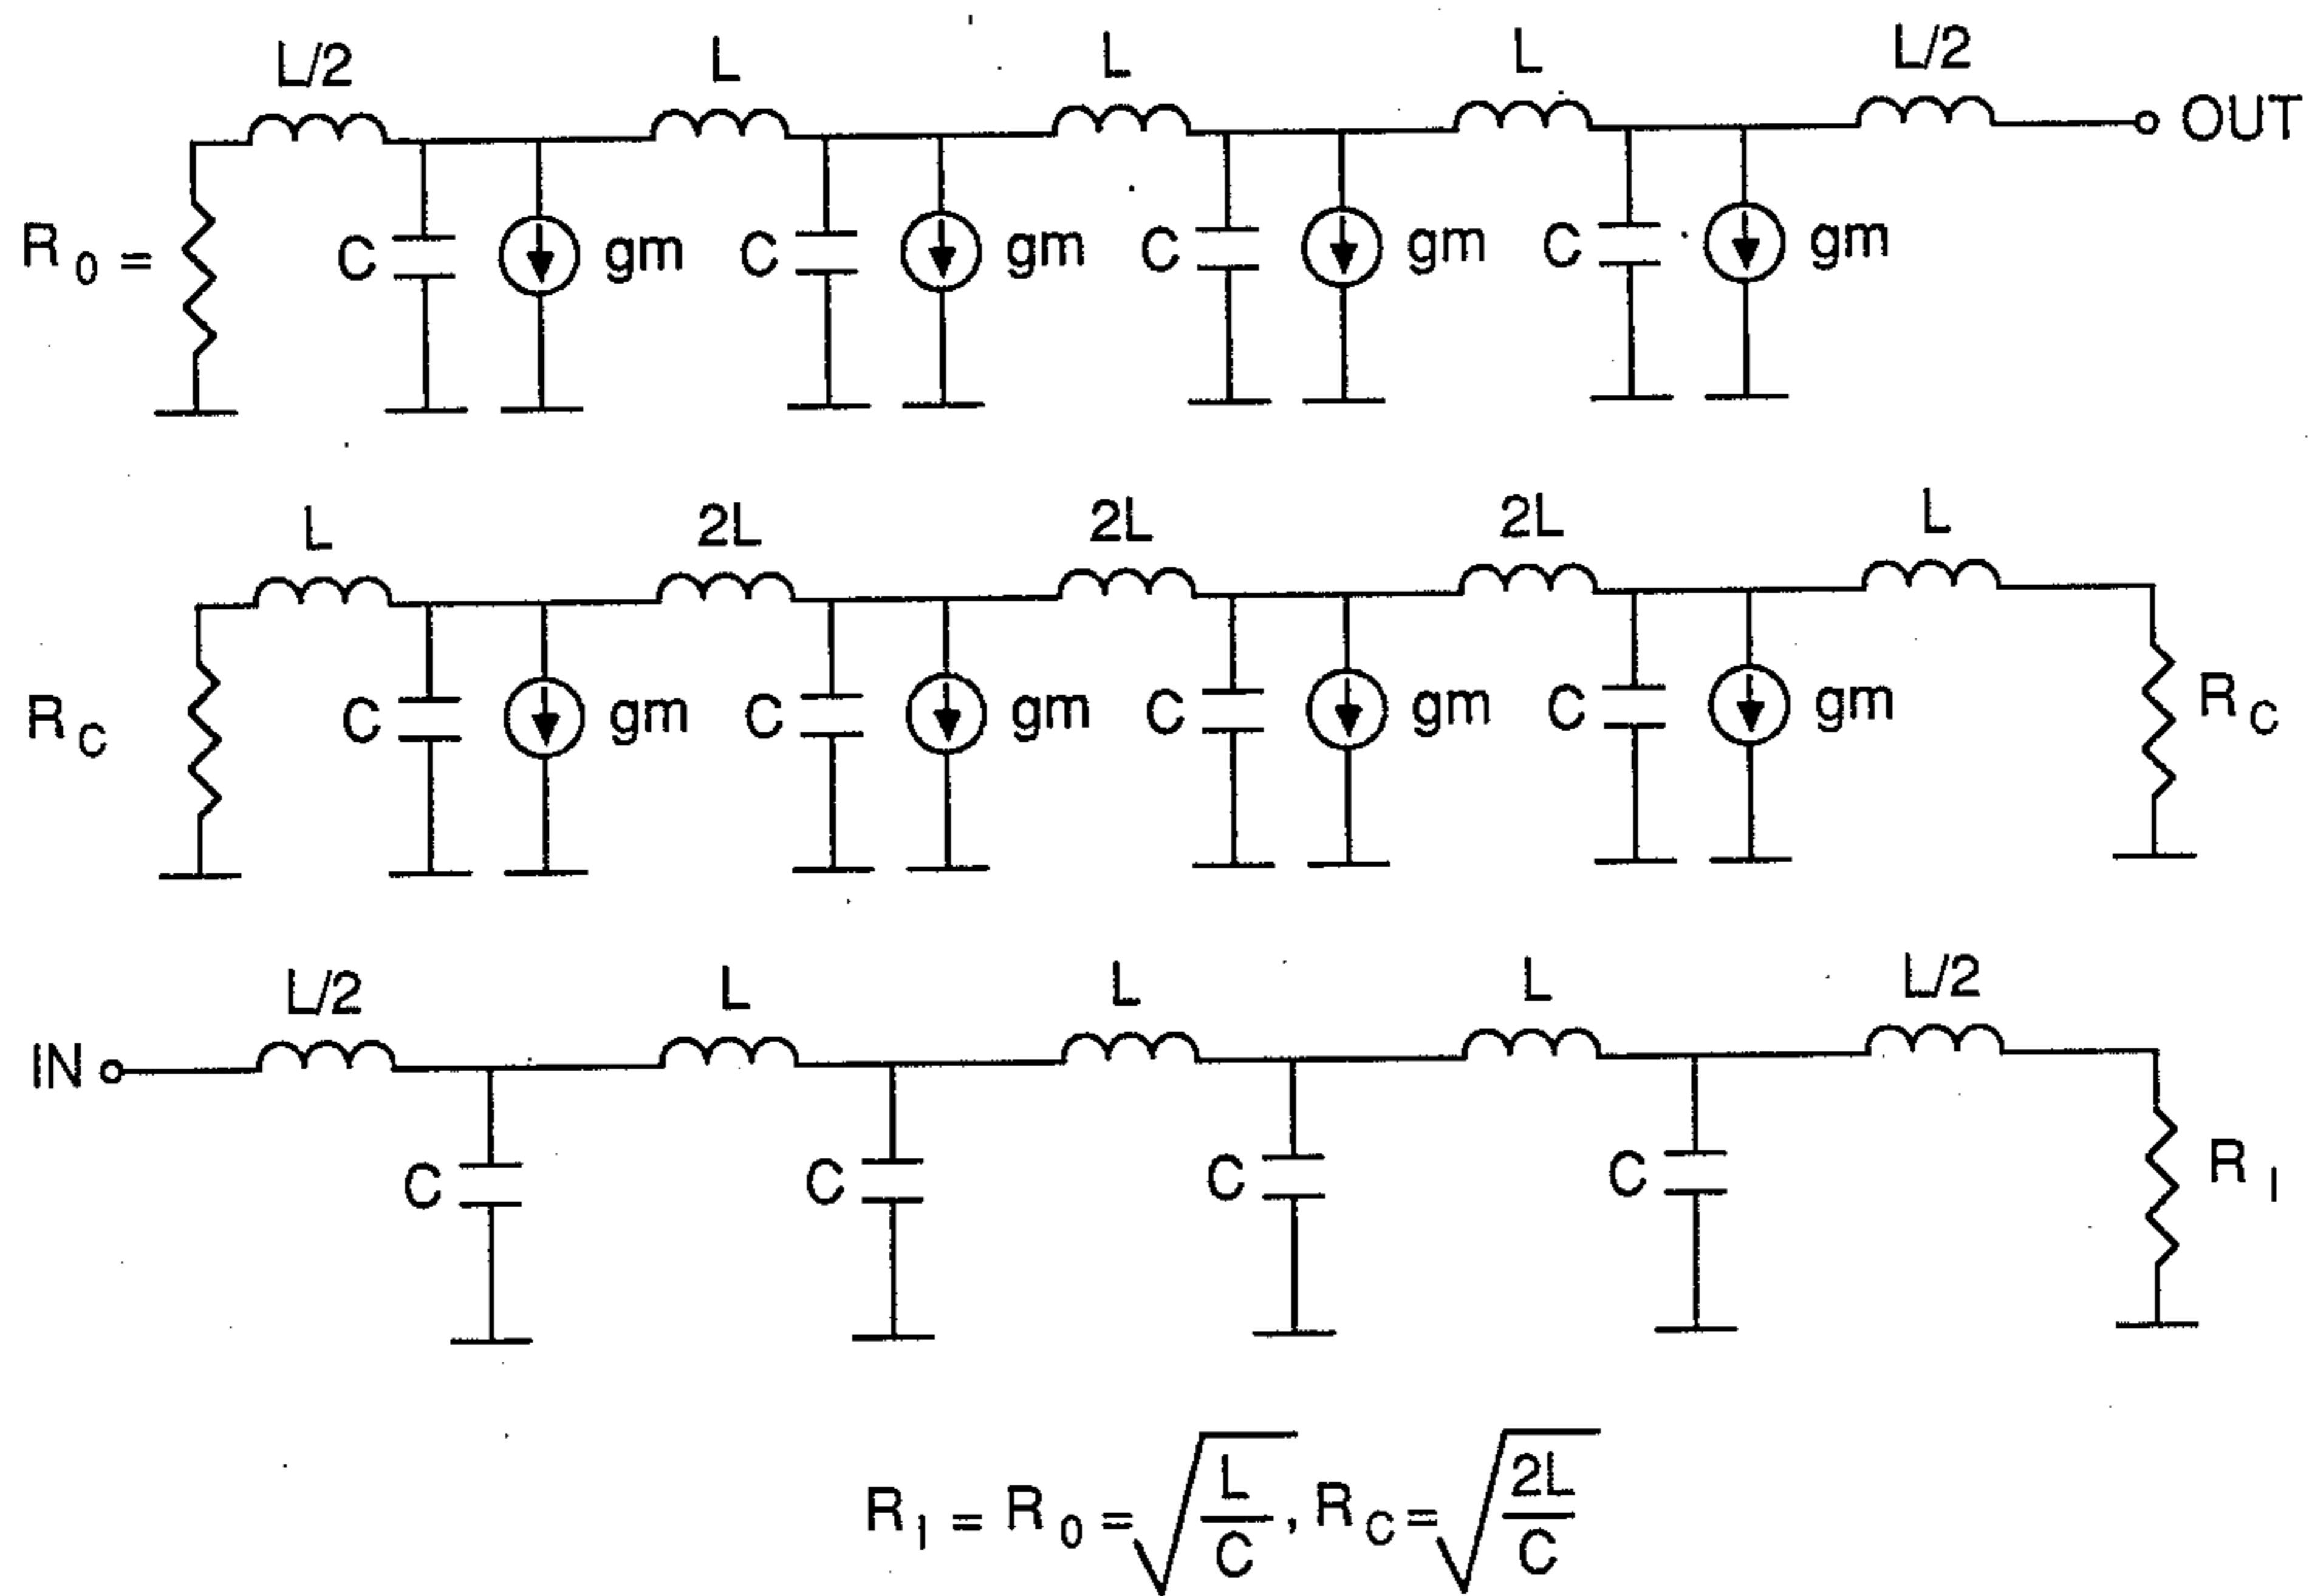 L/2 L L L L/2
OUT
R0 =
C gm C gm C gm C gm
L 2L 2L 2L L
RC
C gm C gm C gm C gm
RC
L/2 L L L L/2
IN
C C C C
RI
RI = R0 = √L/C, RC = √2L/C